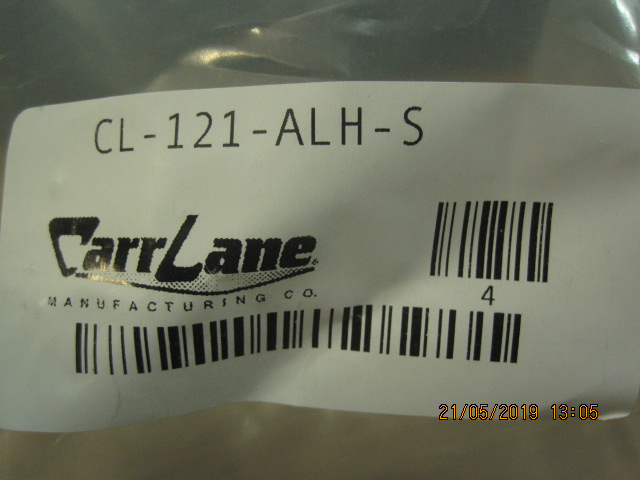 CL-121-ALH-S
CarrLane
MANUFACTURING CO.
4
21/05/2019 13:05